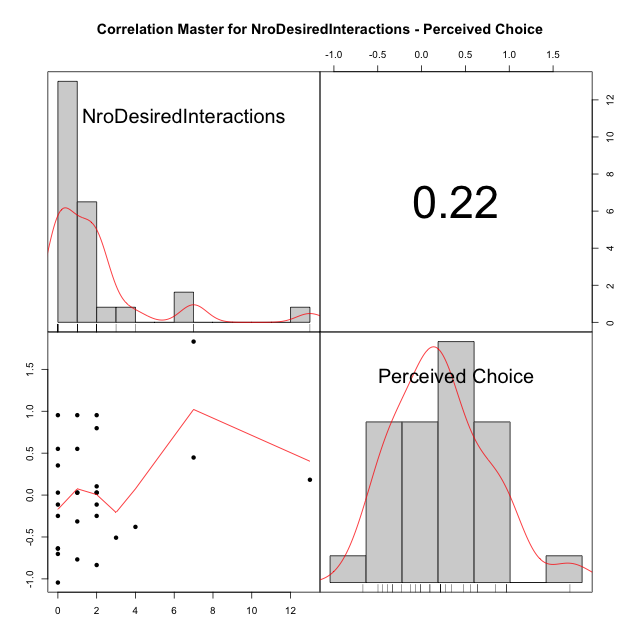 Correlation Master for NroDesiredInteractions - Perceived Choice
-1.0 -0.5 0.0 0.5 1.0 1.5
NroDesiredInteractions
0.22
0 2 4 6 8 10 12
Perceived Choice
-1.0 -0.5 0.0 0.5 1.0 1.5
0 2 4 6 8 10 12